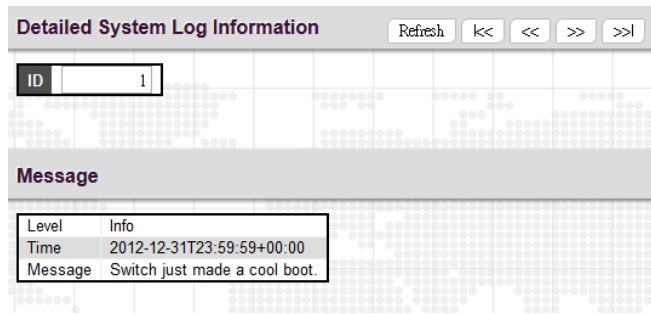 Detailed System Log Information Refresh |<< << >> >>|
ID 1
Message
Level Info
Time 2012-12-31T23:59:59+00:00
Message Switch just made a cool boot.